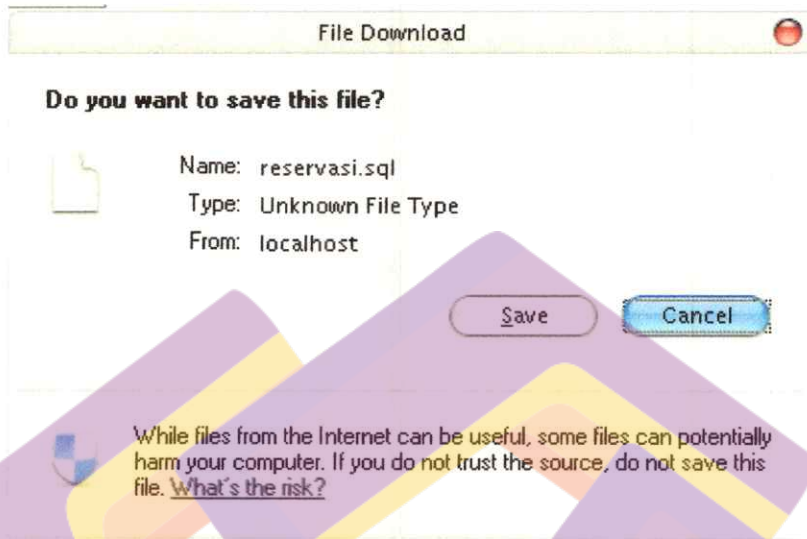 File Download
Do you want to save this file?
Name: reservasi.sql
Type: Unknown File Type
From: localhost
Save
Cancel
While files from the Internet can be useful, some files can potentially
harm your computer. If you do not trust the source, do not save this
file. What's the risk?